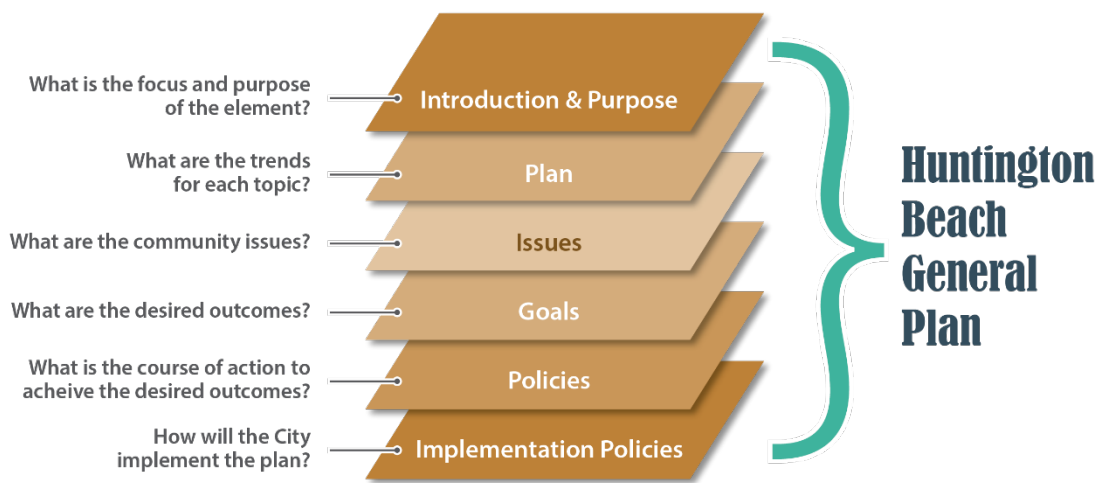 What is the focus and purpose
of the element?
Introduction & Purpose
What are the trends
for each topic?
Plan
What are the community issues?
Issues
What are the desired outcomes?
Goals
What is the course of action to
acheive the desired outcomes?
Policies
How will the City
implement the plan?
Implementation Policies
Huntington
Beach
General
Plan